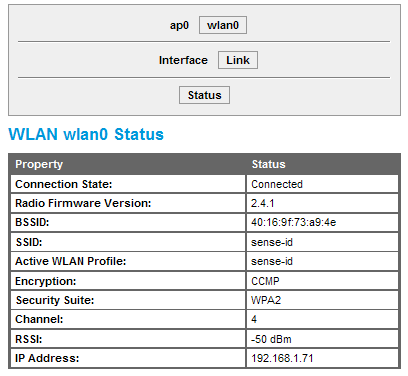 ap0 wlan0
Interface Link
Status
WLAN wlan0 Status
Property Status
Connection State: Connected
Radio Firmware Version: 2.4.1
BSSID: 40:16:9f:73:a9:4e
SSID: sense-id
Active WLAN Profile: sense-id
Encryption: CCMP
Security Suite: WPA2
Channel: 4
RSSI: -50 dBm
IP Address: 192.168.1.71